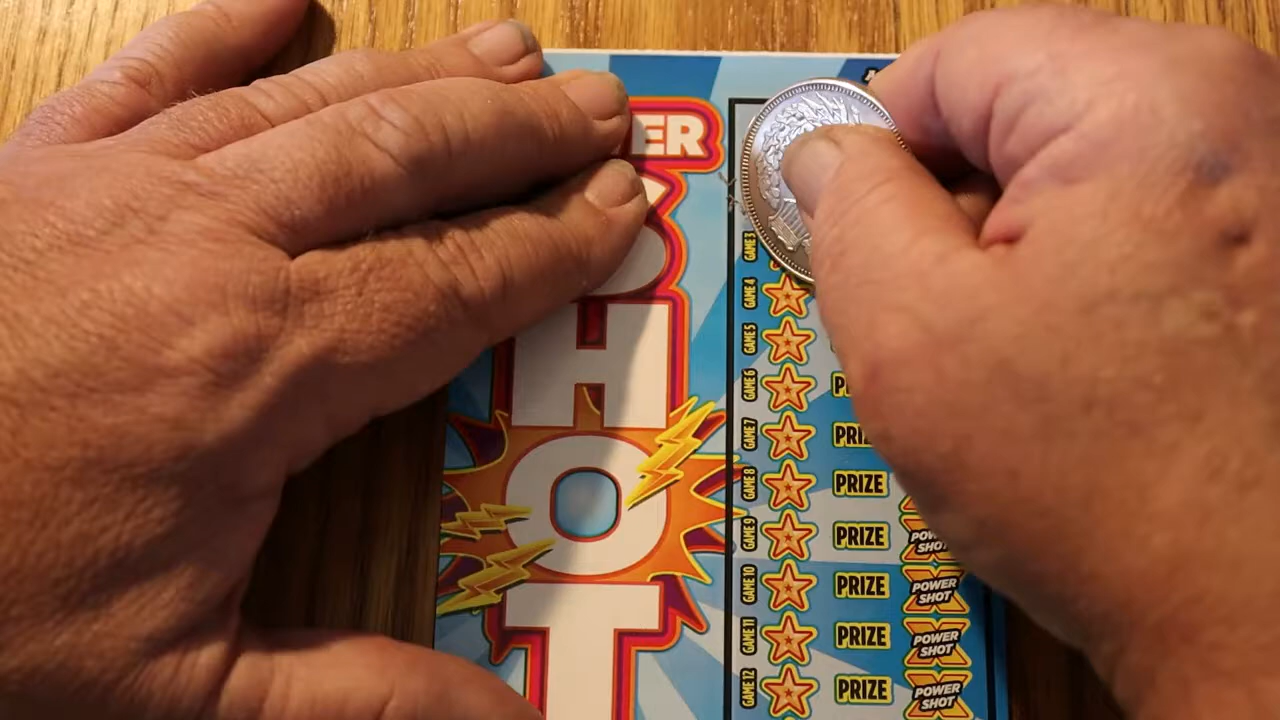 ER
SHOT
GAME 3
GAME 4
GAME 5
GAME 6
GAME 7 PRIZE
GAME 8 PRIZE
GAME 9 PRIZE POWER SHOT
GAME 10 PRIZE POWER SHOT
GAME 11 PRIZE POWER SHOT
GAME 12 PRIZE POWER SHOT